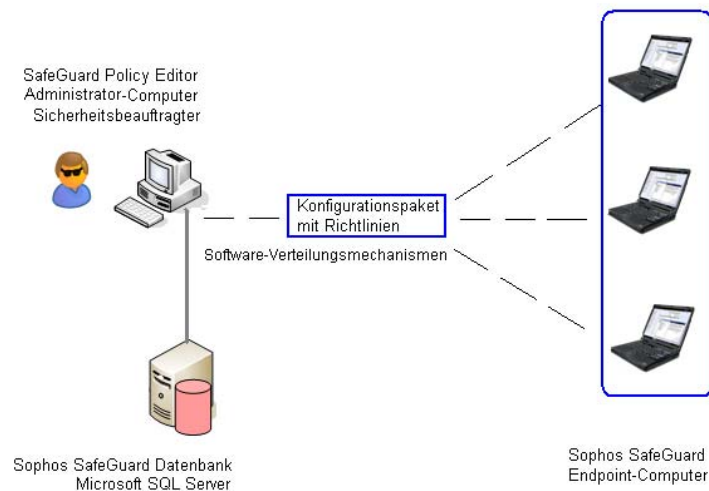 SafeGuard Policy Editor
Administrator-Computer
Sicherheitsbeauftragter
Konfigurationspaket
mit Richtlinien
Software-Verteilungsmechanismen
Sophos SafeGuard Datenbank
Microsoft SQL Server
Sophos SafeGuard
Endpoint-Computer